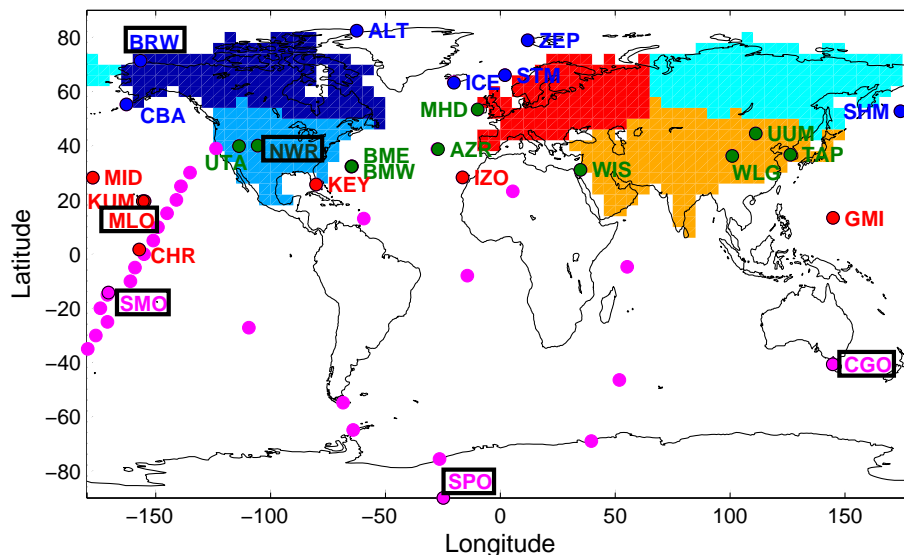 80
60
40
20
0
−20
−40
−60
−80
Latitude
BRW
ALT
ZEP
ICE
STM
CBA
MHD
SHM
UTA
NWR
BME
BMW
AZR
WIS
UUM
WLG
TAP
MID
KUM
MLO
KEY
IZO
GMI
CHR
SMO
CGO
SPO
−150
−100
−50
0
50
100
150
Longitude